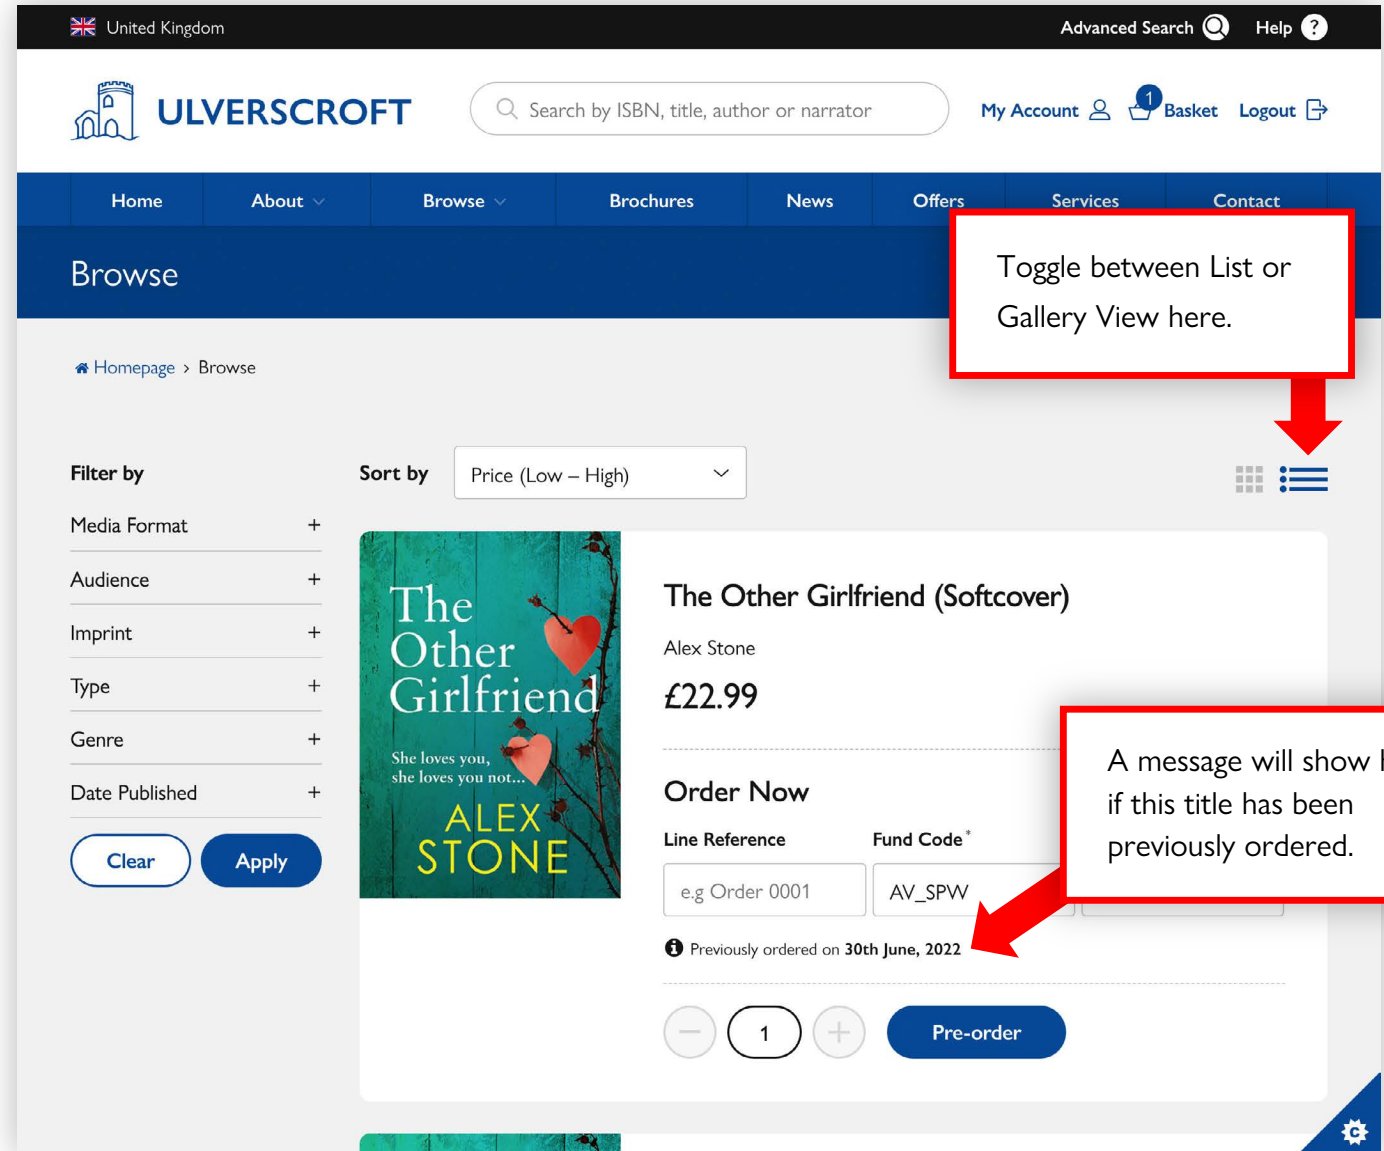 United Kingdom
Advanced Search
Help ?
ULVERSCROFT
Search by ISBN, title, author or narrator
My Account
1
Basket
Logout
Home
About
Browse
Brochures
News
Offers
Services
Contact
Browse
Toggle between List or
Gallery View here.
Homepage > Browse
Filter by
Sort by
Price (Low – High)
Media Format +
Audience +
Imprint +
Type +
Genre +
Date Published +
Clear
Apply
The
Other
Girlfriend
She loves you,
she loves you not...
ALEX
STONE
The Other Girlfriend (Softcover)
Alex Stone
£22.99
A message will show
if this title has been
previously ordered.
Order Now
Line Reference
Fund Code*
e.g Order 0001
AV_SPW
Previously ordered on 30th June, 2022
− 1 +
Pre-order
C